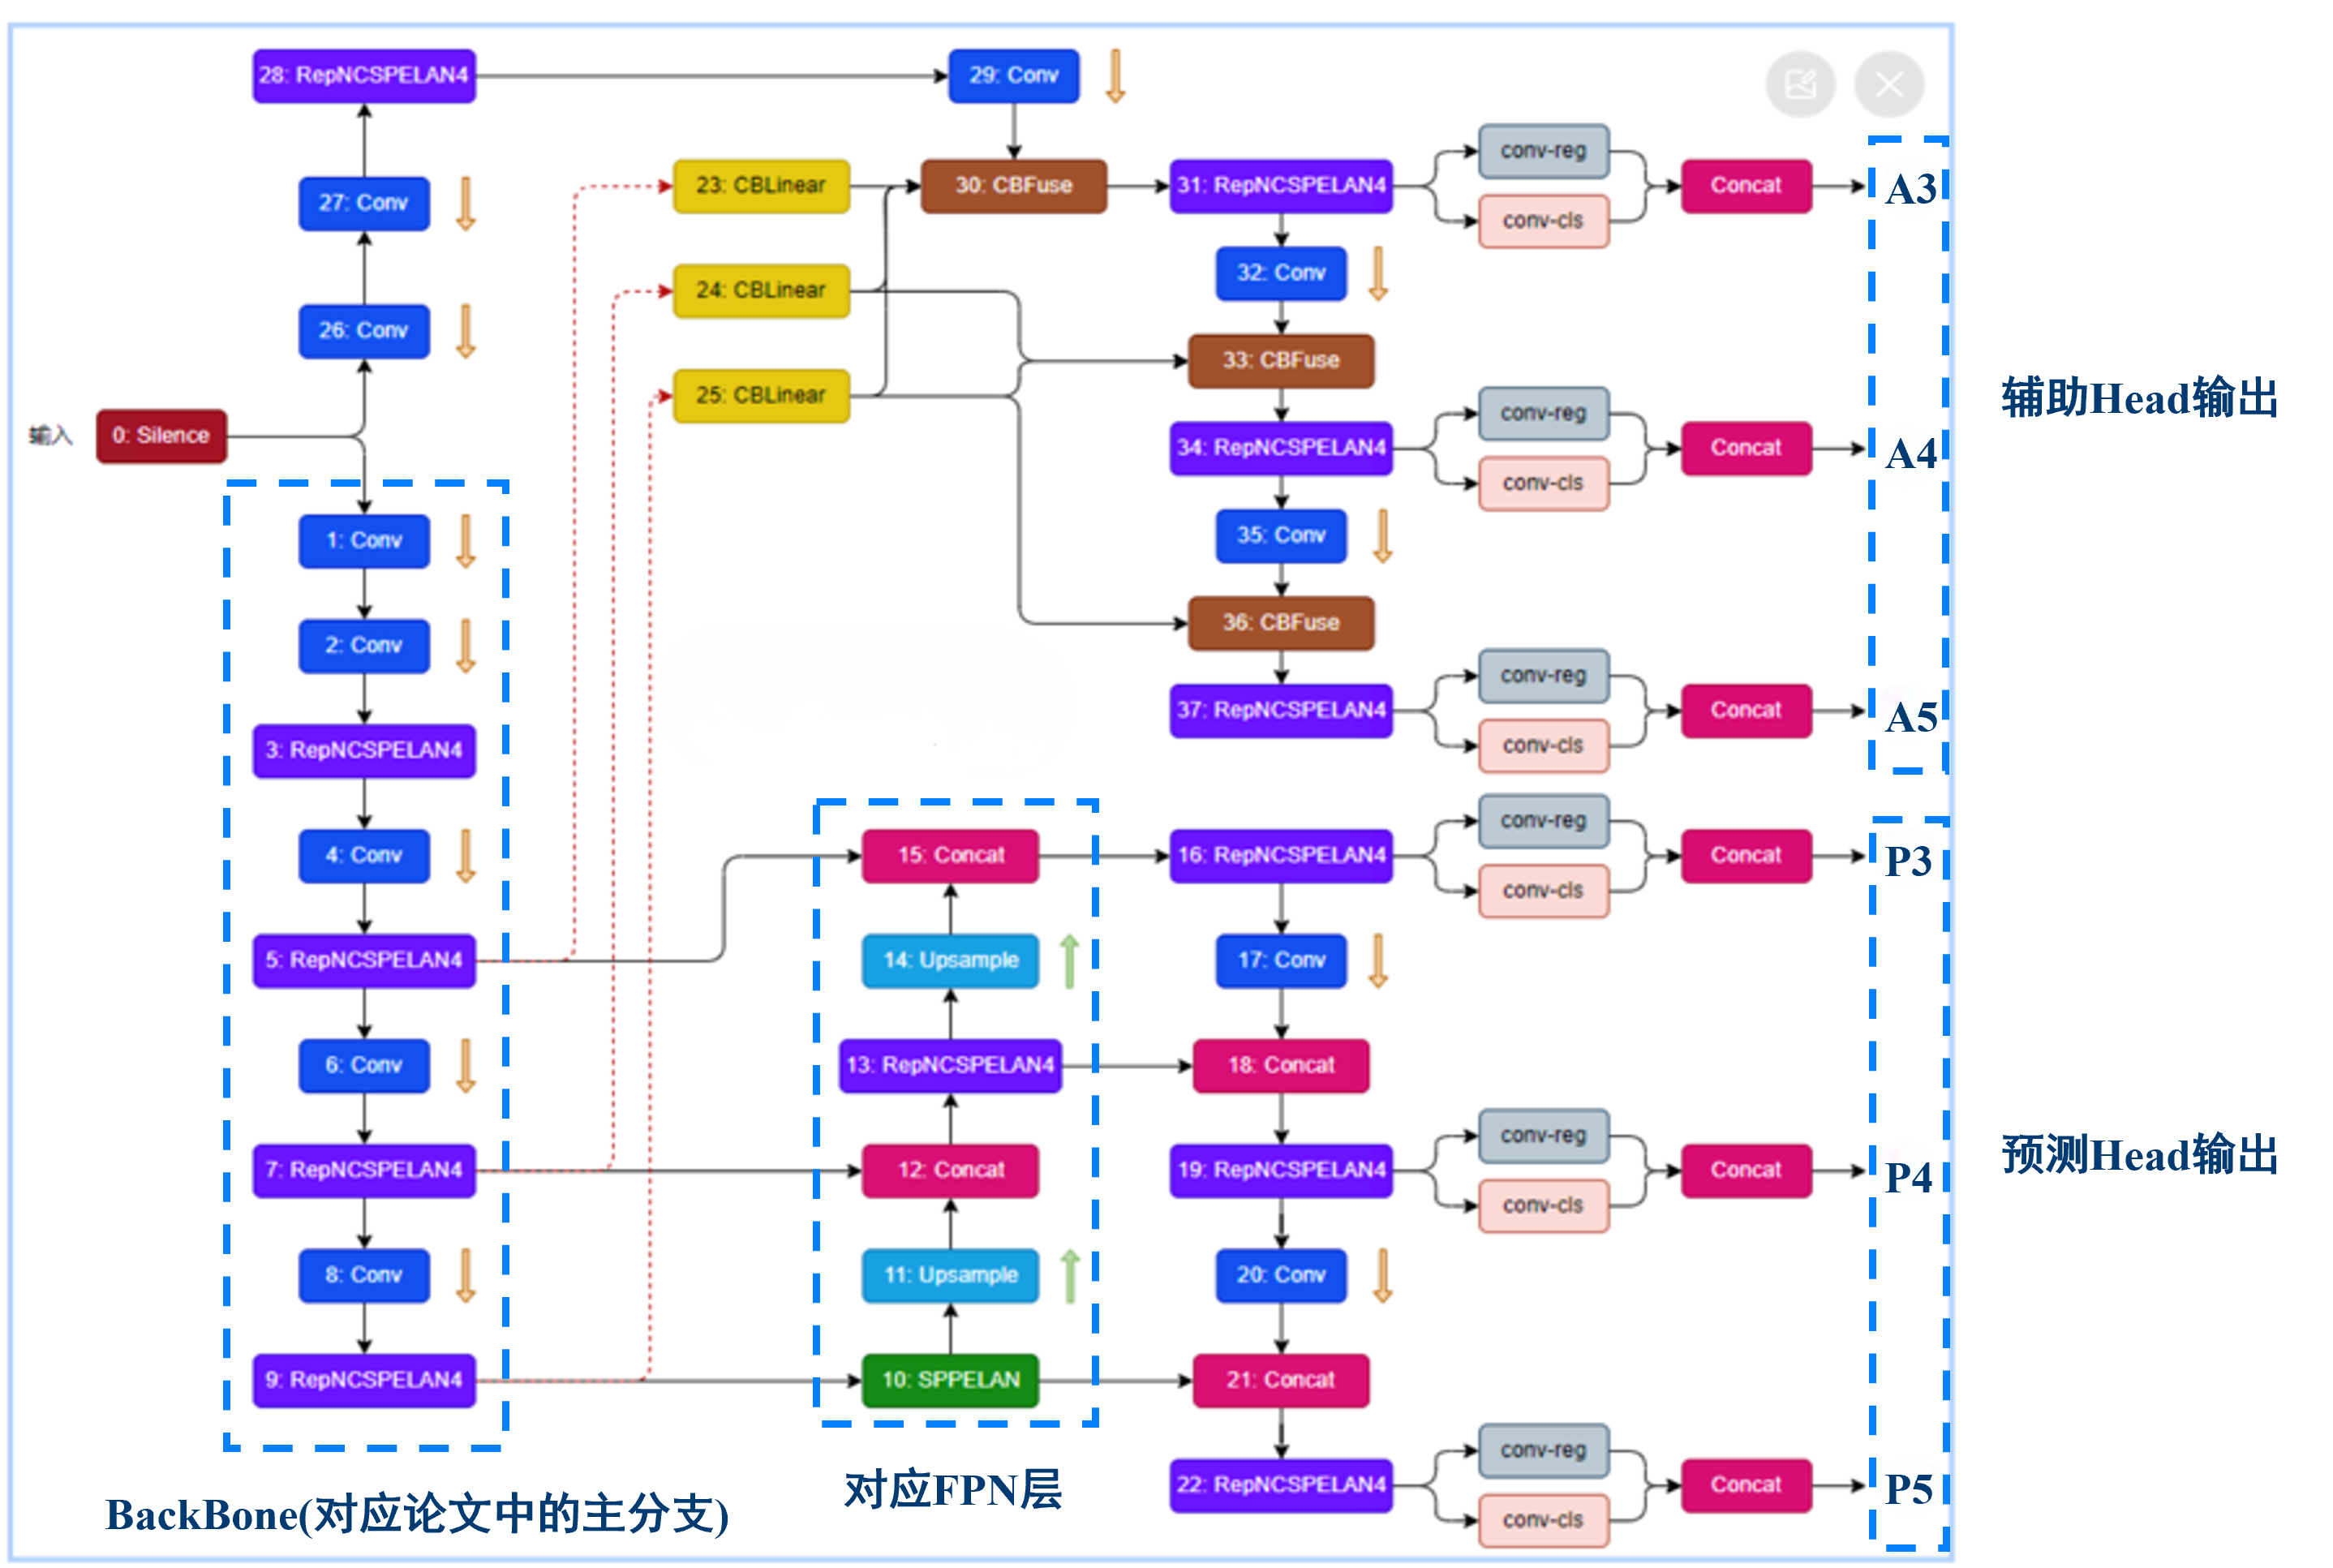 28: RepNCSPELAN4
29: Conv
27: Conv
23: CBLinear
30: CBFuse
31: RepNCSPELAN4
conv-reg
conv-cls
Concat
A3
26: Conv
24: CBLinear
32: Conv
33: CBFuse
25: CBLinear
输入
0: Silence
34: RepNCSPELAN4
conv-reg
conv-cls
Concat
A4
辅助Head输出
1: Conv
35: Conv
2: Conv
36: CBFuse
3: RepNCSPELAN4
37: RepNCSPELAN4
conv-reg
conv-cls
Concat
A5
4: Conv
15: Concat
16: RepNCSPELAN4
conv-reg
conv-cls
Concat
P3
5: RepNCSPELAN4
14: Upsample
17: Conv
6: Conv
13: RepNCSPELAN4
18: Concat
7: RepNCSPELAN4
12: Concat
19: RepNCSPELAN4
conv-reg
conv-cls
Concat
P4
预测Head输出
8: Conv
11: Upsample
20: Conv
9: RepNCSPELAN4
10: SPPELAN
21: Concat
22: RepNCSPELAN4
conv-reg
conv-cls
Concat
P5
对应FPN层
BackBone(对应论文中的主分支)